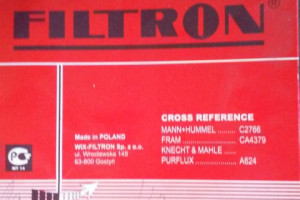 FILTRON®
CROSS REFERENCE
MANN+HUMMEL ......... C2766
FRAM ......................... CA4379
KNECHT & MAHLE .....
PURFLUX ................... A624
Made in POLAND
WIX-FILTRON Sp. z o.o.
ul. Wrocławska 145
63-800 Gostyń